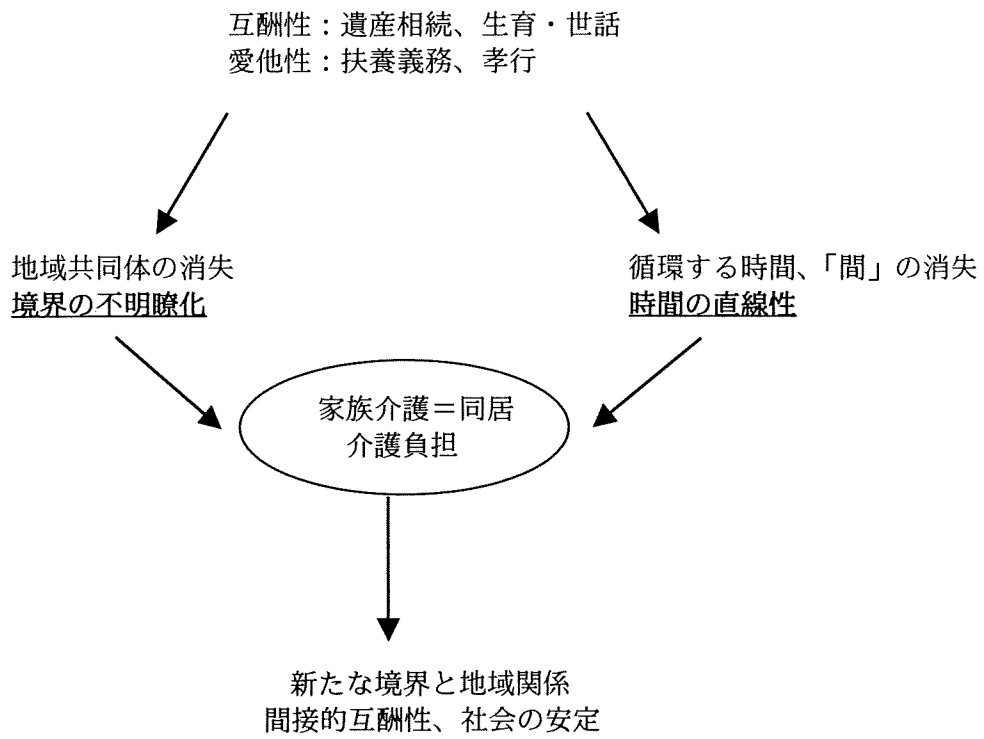 互酬性：遺産相続、生育・世話
愛他性：扶養義務、孝行
地域共同体の消失
境界の不明瞭化
循環する時間、「間」の消失
時間の直線性
家族介護＝同居
介護負担
新たな境界と地域関係
間接的互酬性、社会の安定